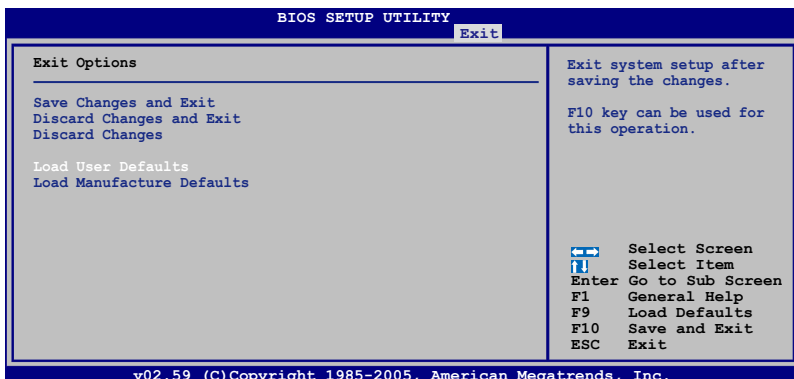 BIOS SETUP UTILITY
Exit
Exit Options
Save Changes and Exit
Discard Changes and Exit
Discard Changes
Load User Defaults
Load Manufacture Defaults
Exit system setup after
saving the changes.
F10 key can be used for
this operation.
Select Screen
Select Item
Enter Go to Sub Screen
F1 General Help
F9 Load Defaults
F10 Save and Exit
ESC Exit
v02.59 (C)Copyright 1985-2005, American Megatrends, Inc.